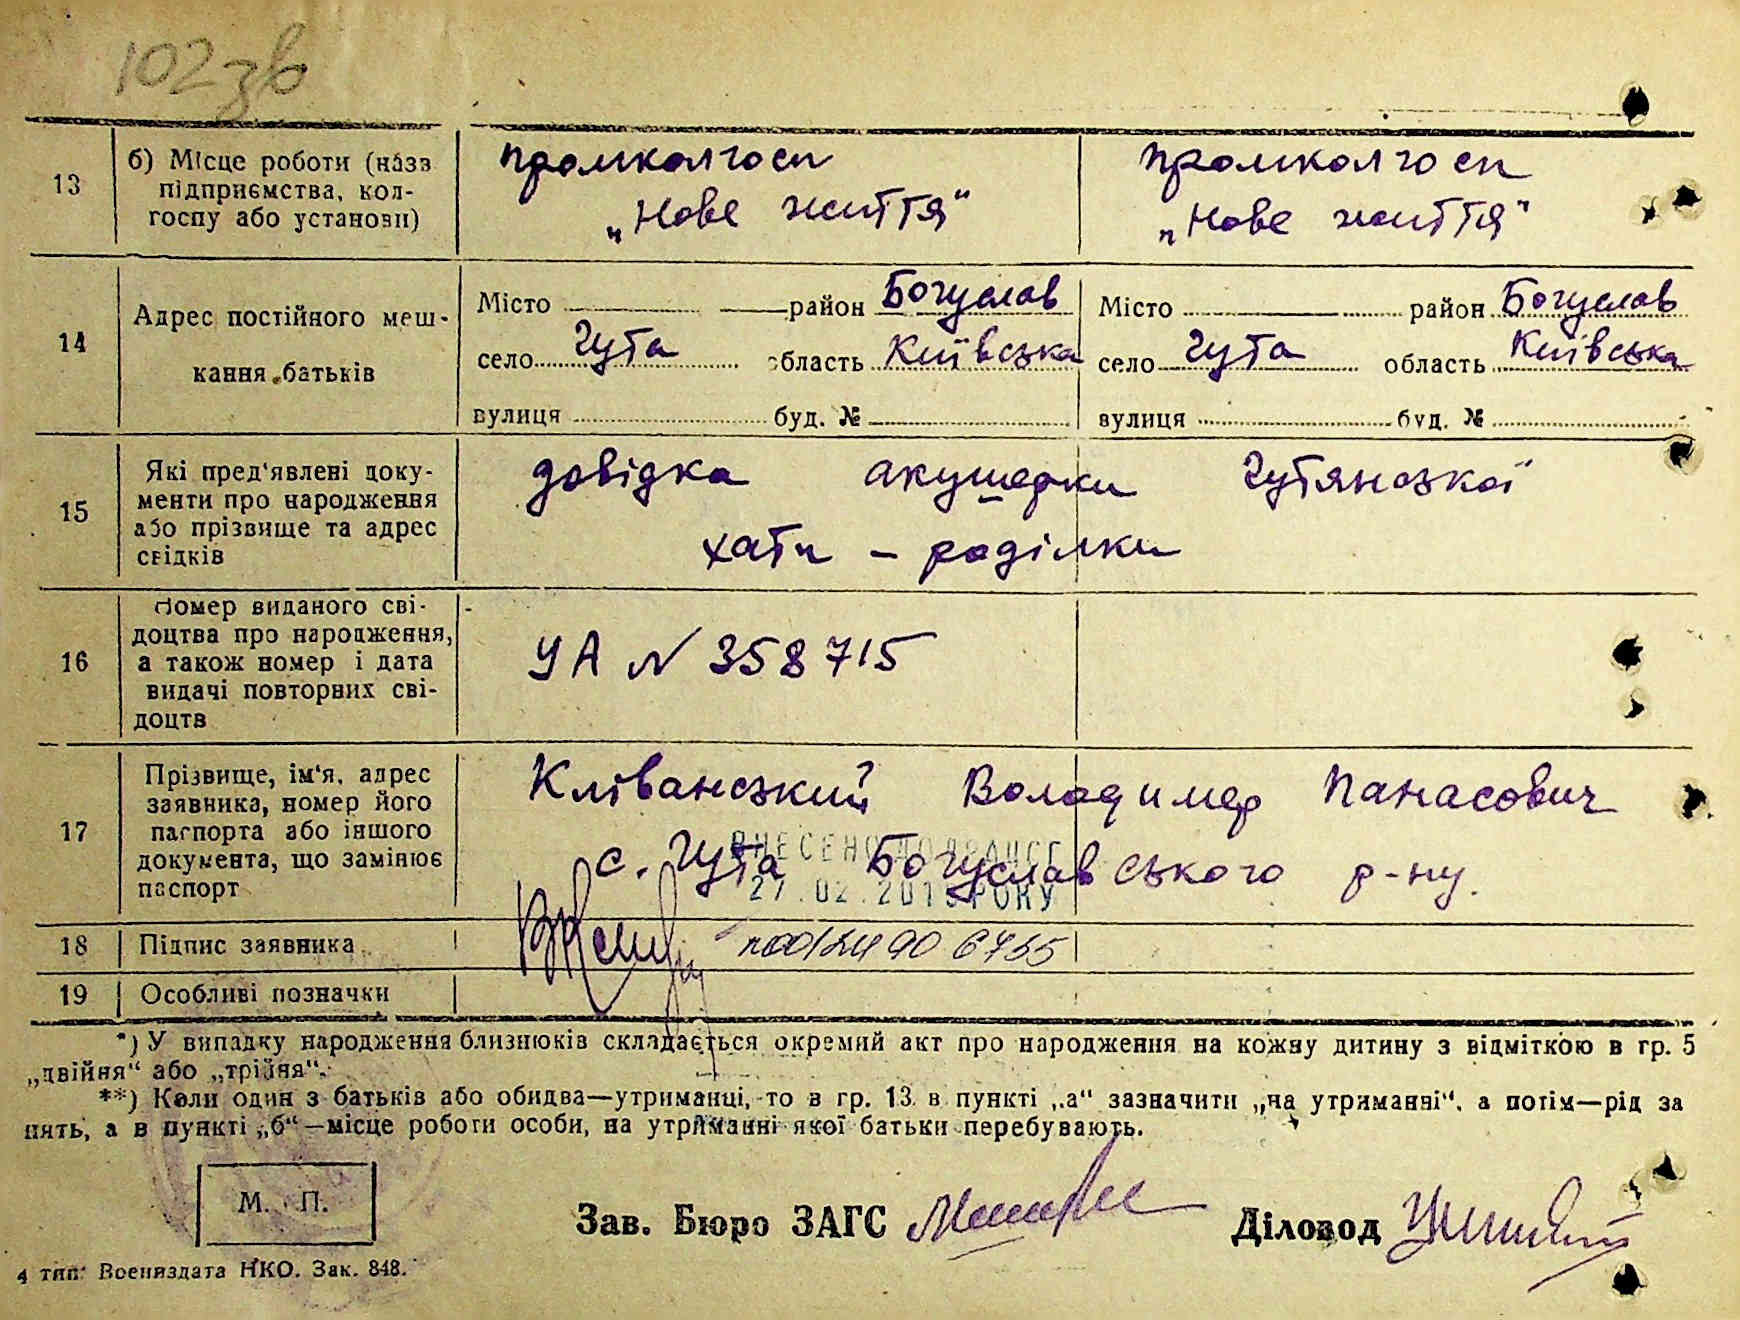 102зв
13
б) Місце роботи (назв
підприємства, кол-
госпу або установи)
промколгосп
„Нове життя"
промколгосп
„Нове життя"
14
Адрес постійного меш-
кання батьків
Місто район Богуслав
село Гута область Київська
вулиця буд. №
Місто район Богуслав
село Гута область Київська
вулиця буд. №
15
Які пред'явлені доку-
менти про народження
або прізвище та адрес
свідків
довідка акушерки Гутянської
хати – роділки
16
Номер виданого сві-
доцтва про народження,
а також номер і дата
видачі повторних сві-
доцтв
УА N 358715
17
Прізвище, ім'я, адрес
заявника, номер його
паспорта або іншого
документа, що замінює
паспорт
Кліванський Володимер Панасович
с. Гута Богуславського р-ну.
ВНЕСЕНО ДО ДРАЦСГ
27.02.201 РОКУ
18
Підпис заявника
19
Особливі позначки
*) У випадку народження близнюків складається окремий акт про народження на кожну дитину з відміткою в гр. 5
„двійня" або „трійня".
**) Коли один з батьків або обидва—утриманці, то в гр. 13 в пункті „а" зазначити „на утриманні", а потім—рід за
нять, а в пункті „б"—місце роботи особи, на утриманні якої батьки перебувають.
М. П.
Зав. Бюро ЗАГС
Діловод
4 тип. Воениздата НКО. Зак. 848.